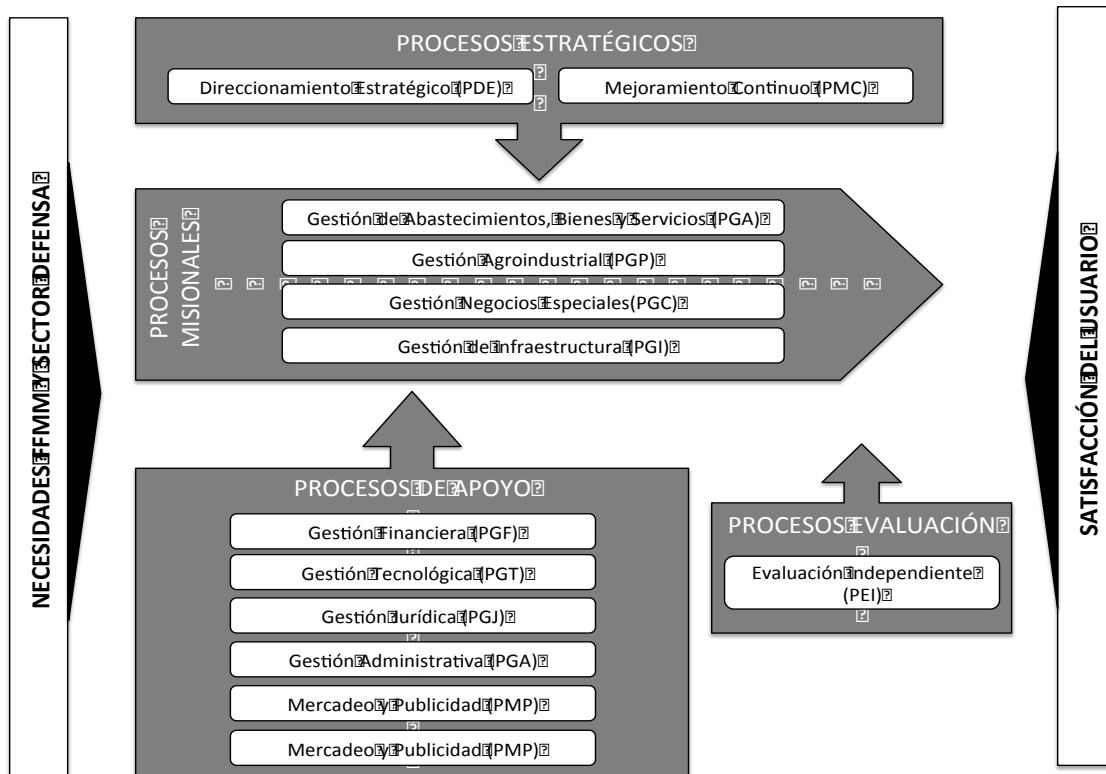 PROCESOS ESTRATÉGICOS
Direccionamiento Estratégico (PDE)
Mejoramiento Continuo (PMC)
NECESIDADES FFMM Y SECTOR DEFENSA
PROCESOS
MISIONALES
Gestión de Abastecimientos, Bienes y Servicios (PGA)
Gestión Agroindustrial (PGP)
Gestión Negocios Especiales(PGC)
Gestión de Infraestructura (PGI)
SATISFACCIÓN DEL USUARIO
PROCESOS DE APOYO
Gestión Financiera (PGF)
Gestión Tecnológica (PGT)
Gestión Jurídica (PGJ)
Gestión Administrativa (PGA)
Mercadeo y Publicidad (PMP)
Mercadeo y Publicidad (PMP)
PROCESOS EVALUACIÓN
Evaluación Independiente
(PEI)